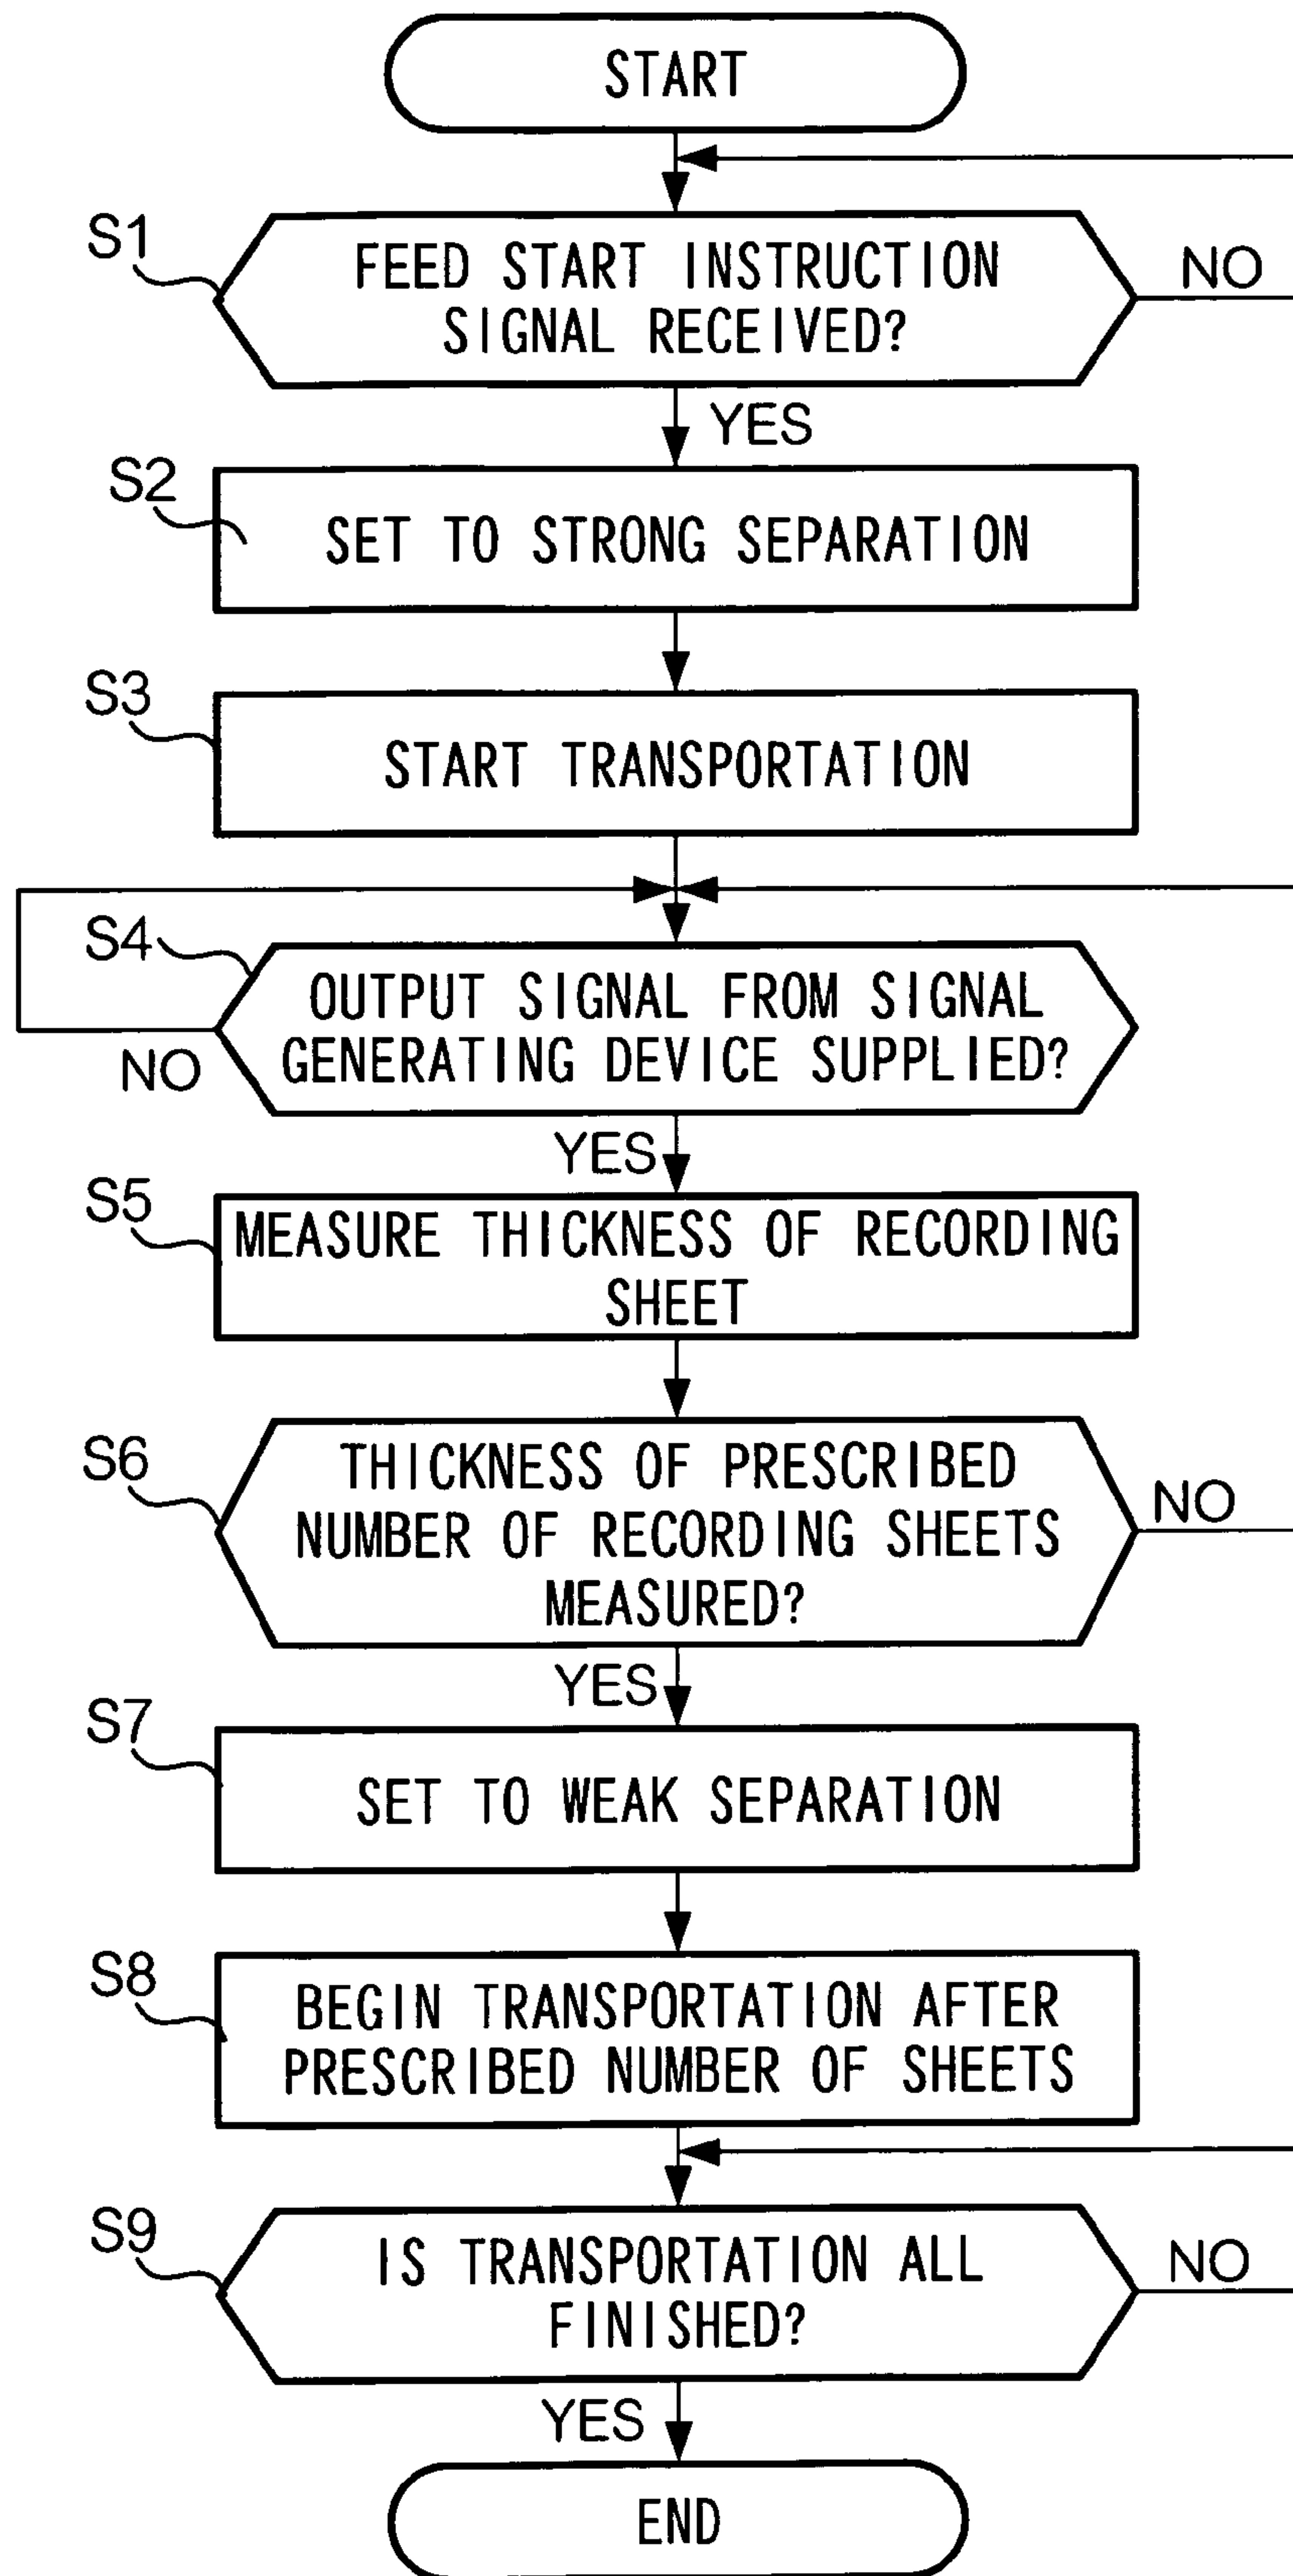 START
S1
FEED START INSTRUCTION
SIGNAL RECEIVED?
NO
YES
S2
SET TO STRONG SEPARATION
S3
START TRANSPORTATION
S4
OUTPUT SIGNAL FROM SIGNAL
GENERATING DEVICE SUPPLIED?
NO
YES
S5
MEASURE THICKNESS OF RECORDING
SHEET
S6
THICKNESS OF PRESCRIBED
NUMBER OF RECORDING SHEETS
MEASURED?
NO
YES
S7
SET TO WEAK SEPARATION
S8
BEGIN TRANSPORTATION AFTER
PRESCRIBED NUMBER OF SHEETS
S9
IS TRANSPORTATION ALL
FINISHED?
NO
YES
END